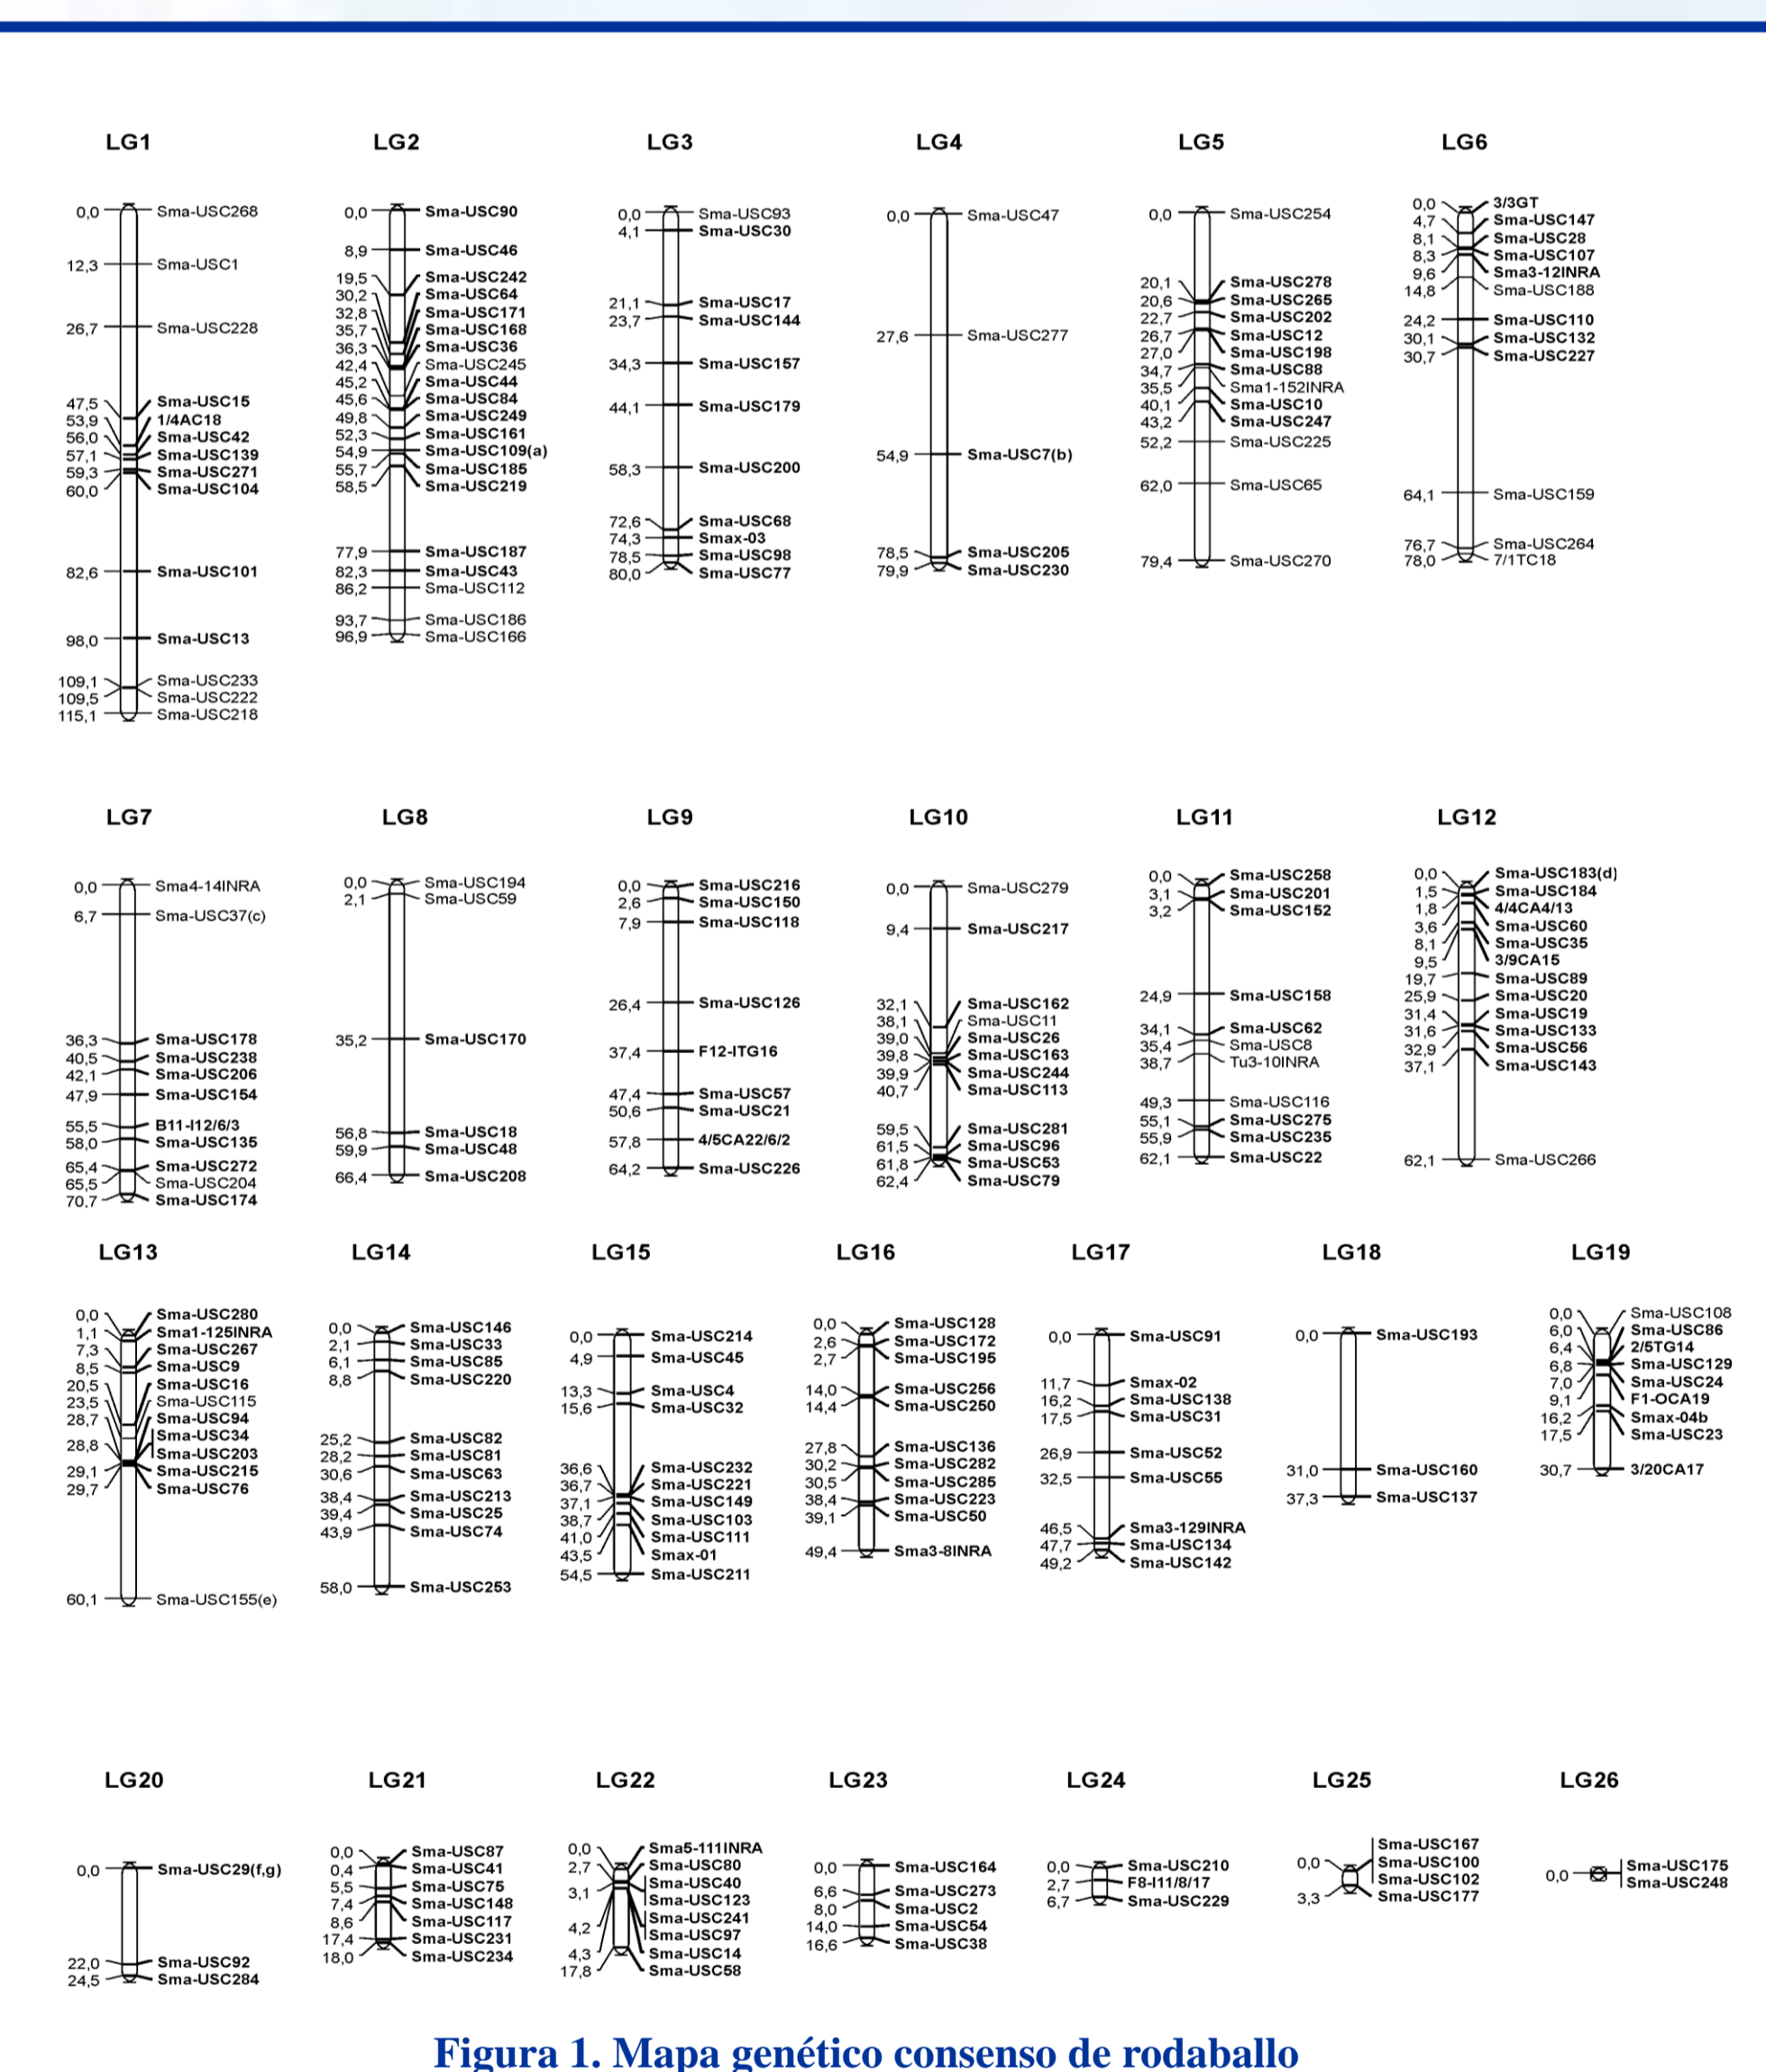 LG1 LG2 LG3 LG4 LG5 LG6
LG1
0,0 Sma-USC268
12,3 Sma-USC1
26,7 Sma-USC228
47,5 Sma-USC15
53,9 1/4AC18
56,0 Sma-USC42
57,1 Sma-USC139
59,3 Sma-USC271
60,0 Sma-USC104
82,6 Sma-USC101
98,0 Sma-USC13
109,1 Sma-USC233
109,5 Sma-USC222
115,1 Sma-USC218
LG2
0,0 Sma-USC90
8,9 Sma-USC46
19,5 Sma-USC242
30,2 Sma-USC64
32,8 Sma-USC171
35,7 Sma-USC168
36,3 Sma-USC36
42,4 Sma-USC245
45,2 Sma-USC44
45,6 Sma-USC84
49,8 Sma-USC249
52,3 Sma-USC161
54,9 Sma-USC109(a)
55,7 Sma-USC185
58,5 Sma-USC219
77,9 Sma-USC187
82,3 Sma-USC43
86,2 Sma-USC112
93,7 Sma-USC186
96,9 Sma-USC166
LG3
0,0 Sma-USC93
4,1 Sma-USC30
21,1 Sma-USC17
23,7 Sma-USC144
34,3 Sma-USC157
44,1 Sma-USC179
58,3 Sma-USC200
72,6 Sma-USC68
74,3 Smax-03
78,5 Sma-USC98
80,0 Sma-USC77
LG4
0,0 Sma-USC47
27,6 Sma-USC277
54,9 Sma-USC7(b)
78,5 Sma-USC205
79,9 Sma-USC230
LG5
0,0 Sma-USC254
20,1 Sma-USC278
20,6 Sma-USC265
22,7 Sma-USC202
26,7 Sma-USC12
27,0 Sma-USC198
34,7 Sma-USC88
35,5 Sma1-152INRA
40,1 Sma-USC10
43,2 Sma-USC247
52,2 Sma-USC225
62,0 Sma-USC65
79,4 Sma-USC270
LG6
0,0 3/3GT
4,7 Sma-USC147
8,1 Sma-USC28
8,3 Sma-USC107
9,6 Sma3-12INRA
14,8 Sma-USC188
24,2 Sma-USC110
30,1 Sma-USC132
30,7 Sma-USC227
64,1 Sma-USC159
76,7 Sma-USC264
78,0 7/1TC18
LG7
0,0 Sma4-14INRA
6,7 Sma-USC37(c)
36,3 Sma-USC178
40,5 Sma-USC238
42,1 Sma-USC206
47,9 Sma-USC154
55,5 B11-I12/6/3
58,0 Sma-USC135
65,4 Sma-USC272
65,5 Sma-USC204
70,7 Sma-USC174
LG8
0,0 Sma-USC194
2,1 Sma-USC59
35,2 Sma-USC170
56,8 Sma-USC18
59,9 Sma-USC48
66,4 Sma-USC208
LG9
0,0 Sma-USC216
2,6 Sma-USC150
7,9 Sma-USC118
26,4 Sma-USC126
37,4 F12-ITG16
47,4 Sma-USC57
50,6 Sma-USC21
57,8 4/5CA22/6/2
64,2 Sma-USC226
LG10
0,0 Sma-USC279
9,4 Sma-USC217
32,1 Sma-USC162
38,1 Sma-USC11
39,0 Sma-USC26
39,8 Sma-USC163
39,9 Sma-USC244
40,7 Sma-USC113
59,5 Sma-USC281
61,5 Sma-USC96
61,8 Sma-USC53
62,4 Sma-USC79
LG11
0,0 Sma-USC258
3,1 Sma-USC201
3,2 Sma-USC152
24,9 Sma-USC158
34,1 Sma-USC62
35,4 Sma-USC8
38,7 Tu3-10INRA
49,3 Sma-USC116
55,1 Sma-USC275
55,9 Sma-USC235
62,1 Sma-USC22
LG12
0,0 Sma-USC183(d)
1,5 Sma-USC184
1,8 4/4CA4/13
3,6 Sma-USC60
8,1 Sma-USC35
9,5 3/9CA15
19,7 Sma-USC89
25,9 Sma-USC20
31,4 Sma-USC19
31,6 Sma-USC133
32,9 Sma-USC56
37,1 Sma-USC143
62,1 Sma-USC266
LG13
0,0 Sma-USC280
1,1 Sma1-125INRA
7,3 Sma-USC267
8,5 Sma-USC9
20,5 Sma-USC16
23,5 Sma-USC115
28,7 Sma-USC94
28,8 Sma-USC34
Sma-USC203
29,1 Sma-USC215
29,7 Sma-USC76
60,1 Sma-USC155(e)
LG14
0,0 Sma-USC146
2,1 Sma-USC33
6,1 Sma-USC85
8,8 Sma-USC220
25,2 Sma-USC82
28,2 Sma-USC81
30,6 Sma-USC63
38,4 Sma-USC213
39,4 Sma-USC25
43,9 Sma-USC74
58,0 Sma-USC253
LG15
0,0 Sma-USC214
4,9 Sma-USC45
13,3 Sma-USC4
15,6 Sma-USC32
36,6 Sma-USC232
36,7 Sma-USC221
37,1 Sma-USC149
38,7 Sma-USC103
41,0 Sma-USC111
43,5 Smax-01
54,5 Sma-USC211
LG16
0,0 Sma-USC128
2,6 Sma-USC172
2,7 Sma-USC195
14,0 Sma-USC256
14,4 Sma-USC250
27,8 Sma-USC136
30,2 Sma-USC282
30,5 Sma-USC285
38,4 Sma-USC223
39,1 Sma-USC50
49,4 Sma3-8INRA
LG17
0,0 Sma-USC91
11,7 Smax-02
16,2 Sma-USC138
17,5 Sma-USC31
26,9 Sma-USC52
32,5 Sma-USC55
46,5 Sma3-129INRA
47,7 Sma-USC134
49,2 Sma-USC142
LG18
0,0 Sma-USC193
31,0 Sma-USC160
37,3 Sma-USC137
LG19
0,0 Sma-USC108
6,0 Sma-USC86
6,4 2/5TG14
6,8 Sma-USC129
7,0 Sma-USC24
9,1 F1-OCA19
16,2 Smax-04b
17,5 Sma-USC23
30,7 3/20CA17
LG20
0,0 Sma-USC29(f,g)
22,0 Sma-USC92
24,5 Sma-USC284
LG21
0,0 Sma-USC87
0,4 Sma-USC41
5,5 Sma-USC75
7,4 Sma-USC148
8,6 Sma-USC117
17,4 Sma-USC231
18,0 Sma-USC234
LG22
0,0 Sma5-111INRA
2,7 Sma-USC80
3,1 Sma-USC40
Sma-USC123
4,2 Sma-USC241
Sma-USC97
4,3 Sma-USC14
17,8 Sma-USC58
LG23
0,0 Sma-USC164
6,6 Sma-USC273
8,0 Sma-USC2
14,0 Sma-USC54
16,6 Sma-USC38
LG24
0,0 Sma-USC210
2,7 F8-I11/8/17
6,7 Sma-USC229
LG25
Sma-USC167
0,0 Sma-USC100
Sma-USC102
3,3 Sma-USC177
LG26
0,0 Sma-USC175
Sma-USC248
Figura 1. Mapa genético consenso de rodaballo